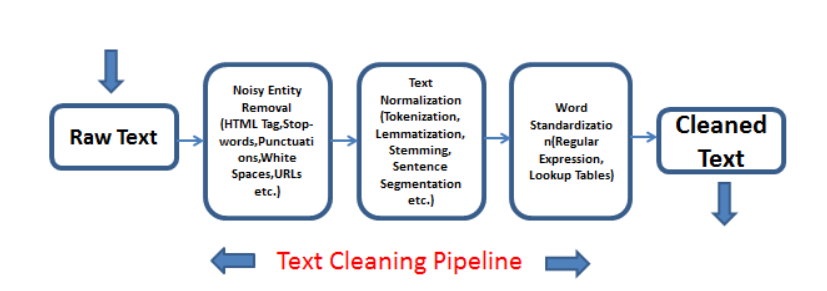 Raw Text
Noisy Entity
Removal
(HTML Tag,Stop-
words,Punctuati
ons,White
Spaces,URLs
etc.)
Text
Normalization
(Tokenization,
Lemmatization,
Stemming,
Sentence
Segmentation
etc.)
Word
Standardizatio
n(Regular
Expression,
Lookup Tables)
Cleaned
Text
Text Cleaning Pipeline